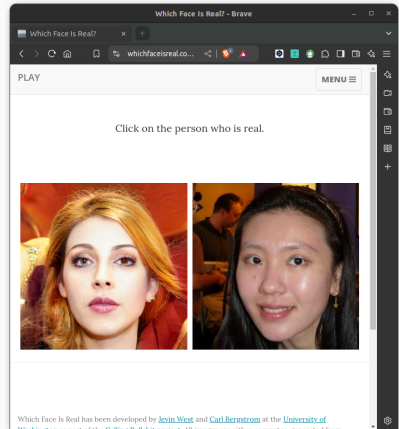 Which Face Is Real? - Brave
Which Face Is Real?
whichfaceisreal.co...
PLAY
MENU
Click on the person who is real.
Which Face Is Real has been developed by Jevin West and Carl Bergstrom at the University of